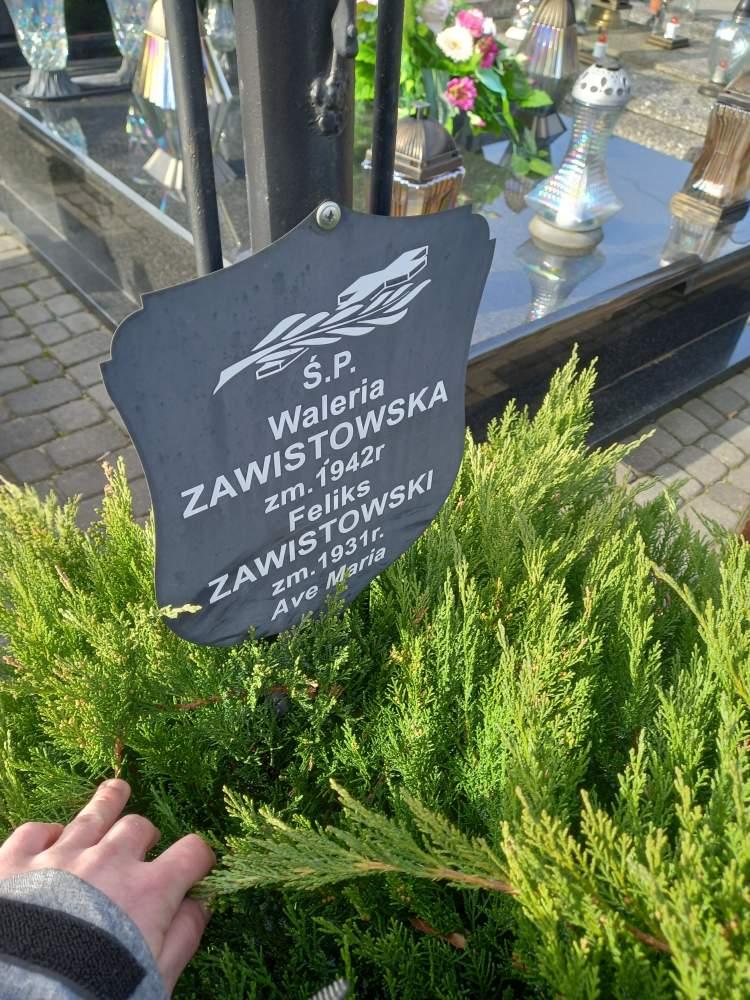 Ś.P.
Waleria
ZAWISTOWSKA
zm. 1942r
Feliks
ZAWISTOWSKI
zm. 1931r.
Ave Maria